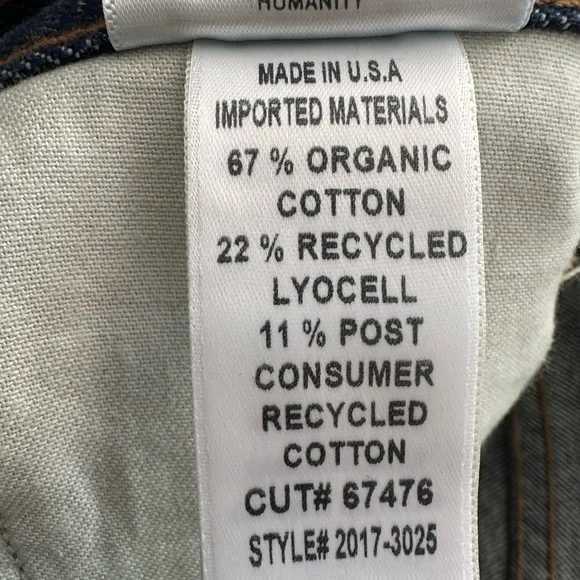 HUMANITY
MADE IN U.S.A
IMPORTED MATERIALS
67 % ORGANIC
COTTON
22 % RECYCLED
LYOCELL
11 % POST
CONSUMER
RECYCLED
COTTON
CUT# 67476
STYLE# 2017-3025